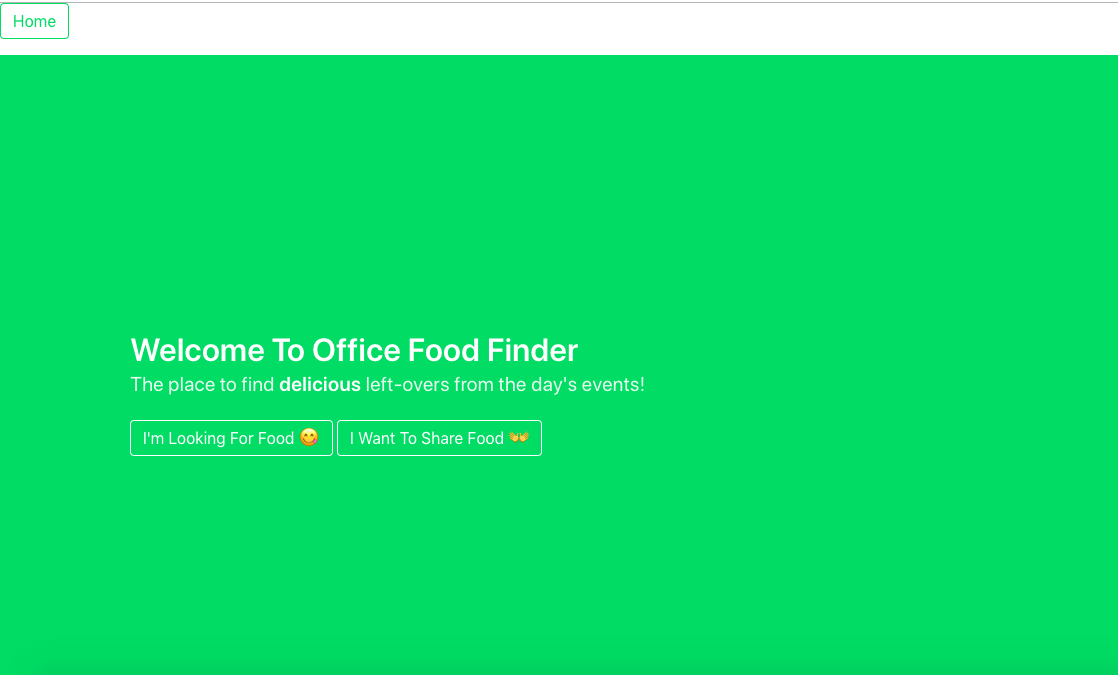 Home
Welcome To Office Food Finder
The place to find delicious left-overs from the day's events!
I'm Looking For Food 😋 I Want To Share Food 👐